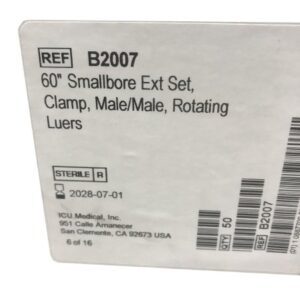 REF B2007
60" Smallbore Ext Set,
Clamp, Male/Male, Rotating
Luers
STERILE R
2028-07-01
ICU Medical, Inc.
951 Calle Amanecer
San Clemente, CA 92673 USA
6 of 16
QTY 50
REF B2007